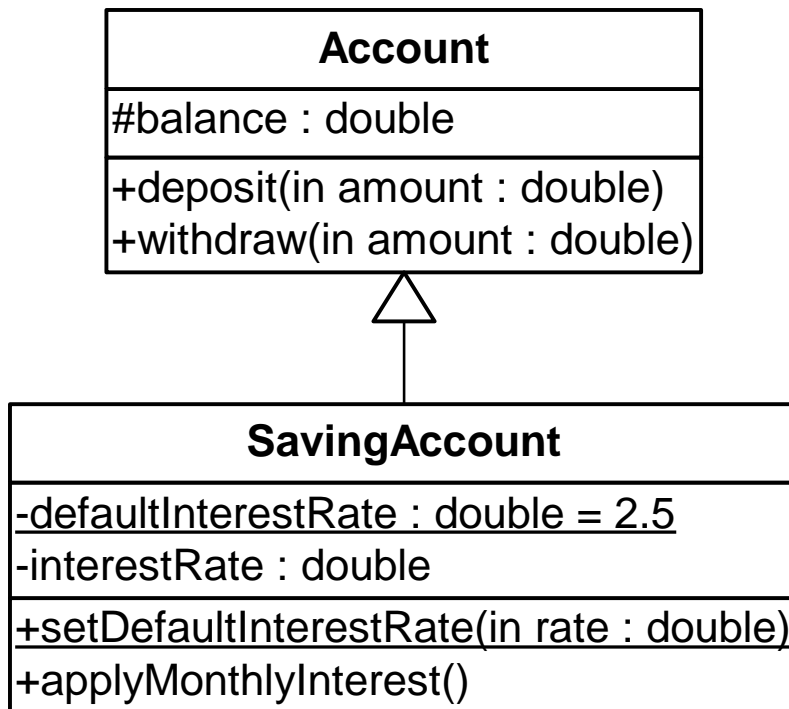 Account
#balance : double
+deposit(in amount : double)
+withdraw(in amount : double)
SavingAccount
-defaultInterestRate : double = 2.5
-interestRate : double
+setDefaultInterestRate(in rate : double)
+applyMonthlyInterest()